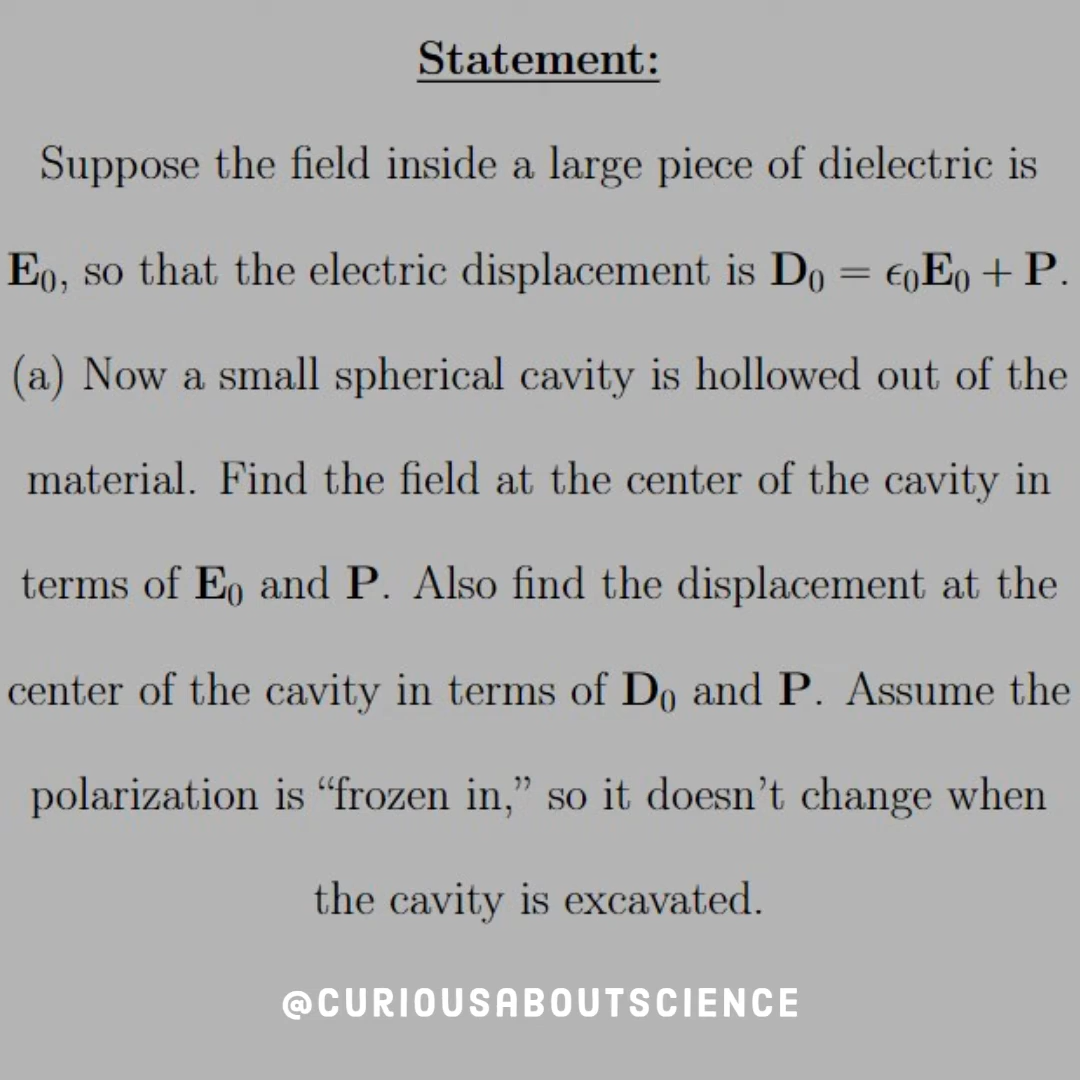 Statement:
Suppose the field inside a large piece of dielectric is
E₀, so that the electric displacement is D₀ = ϵ₀E₀ + P.
(a) Now a small spherical cavity is hollowed out of the
material. Find the field at the center of the cavity in
terms of E₀ and P. Also find the displacement at the
center of the cavity in terms of D₀ and P. Assume the
polarization is “frozen in,” so it doesn’t change when
the cavity is excavated.
@CURIOUSABOUTSCIENCE